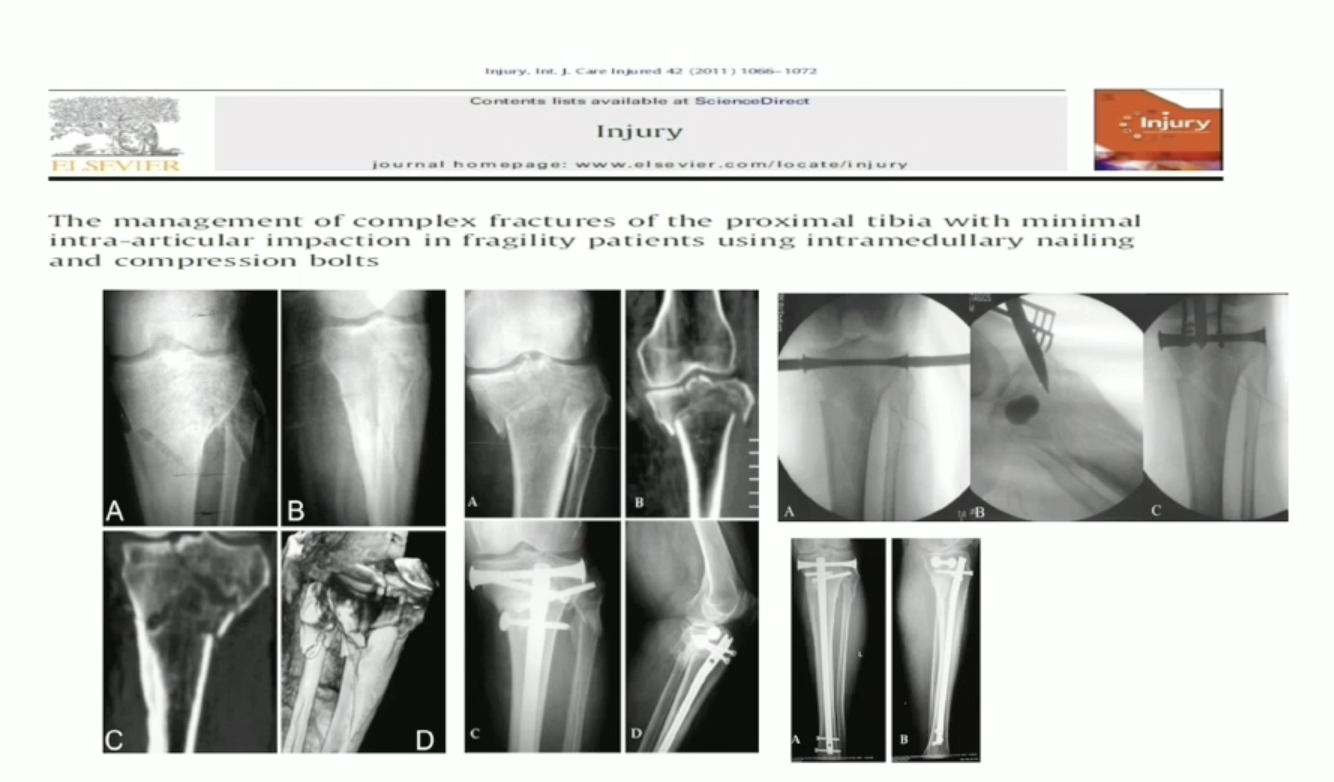 Injury, Int. J. Care Injured 42 (2011) 1066–1072
Contents lists available at ScienceDirect
Injury
journal homepage: www.elsevier.com/locate/injury
ELSEVIER
Injury
The management of complex fractures of the proximal tibia with minimal
intra-articular impaction in fragility patients using intramedullary nailing
and compression bolts
A
B
C
D
A
B
C
D
A
B
C
A
B
L